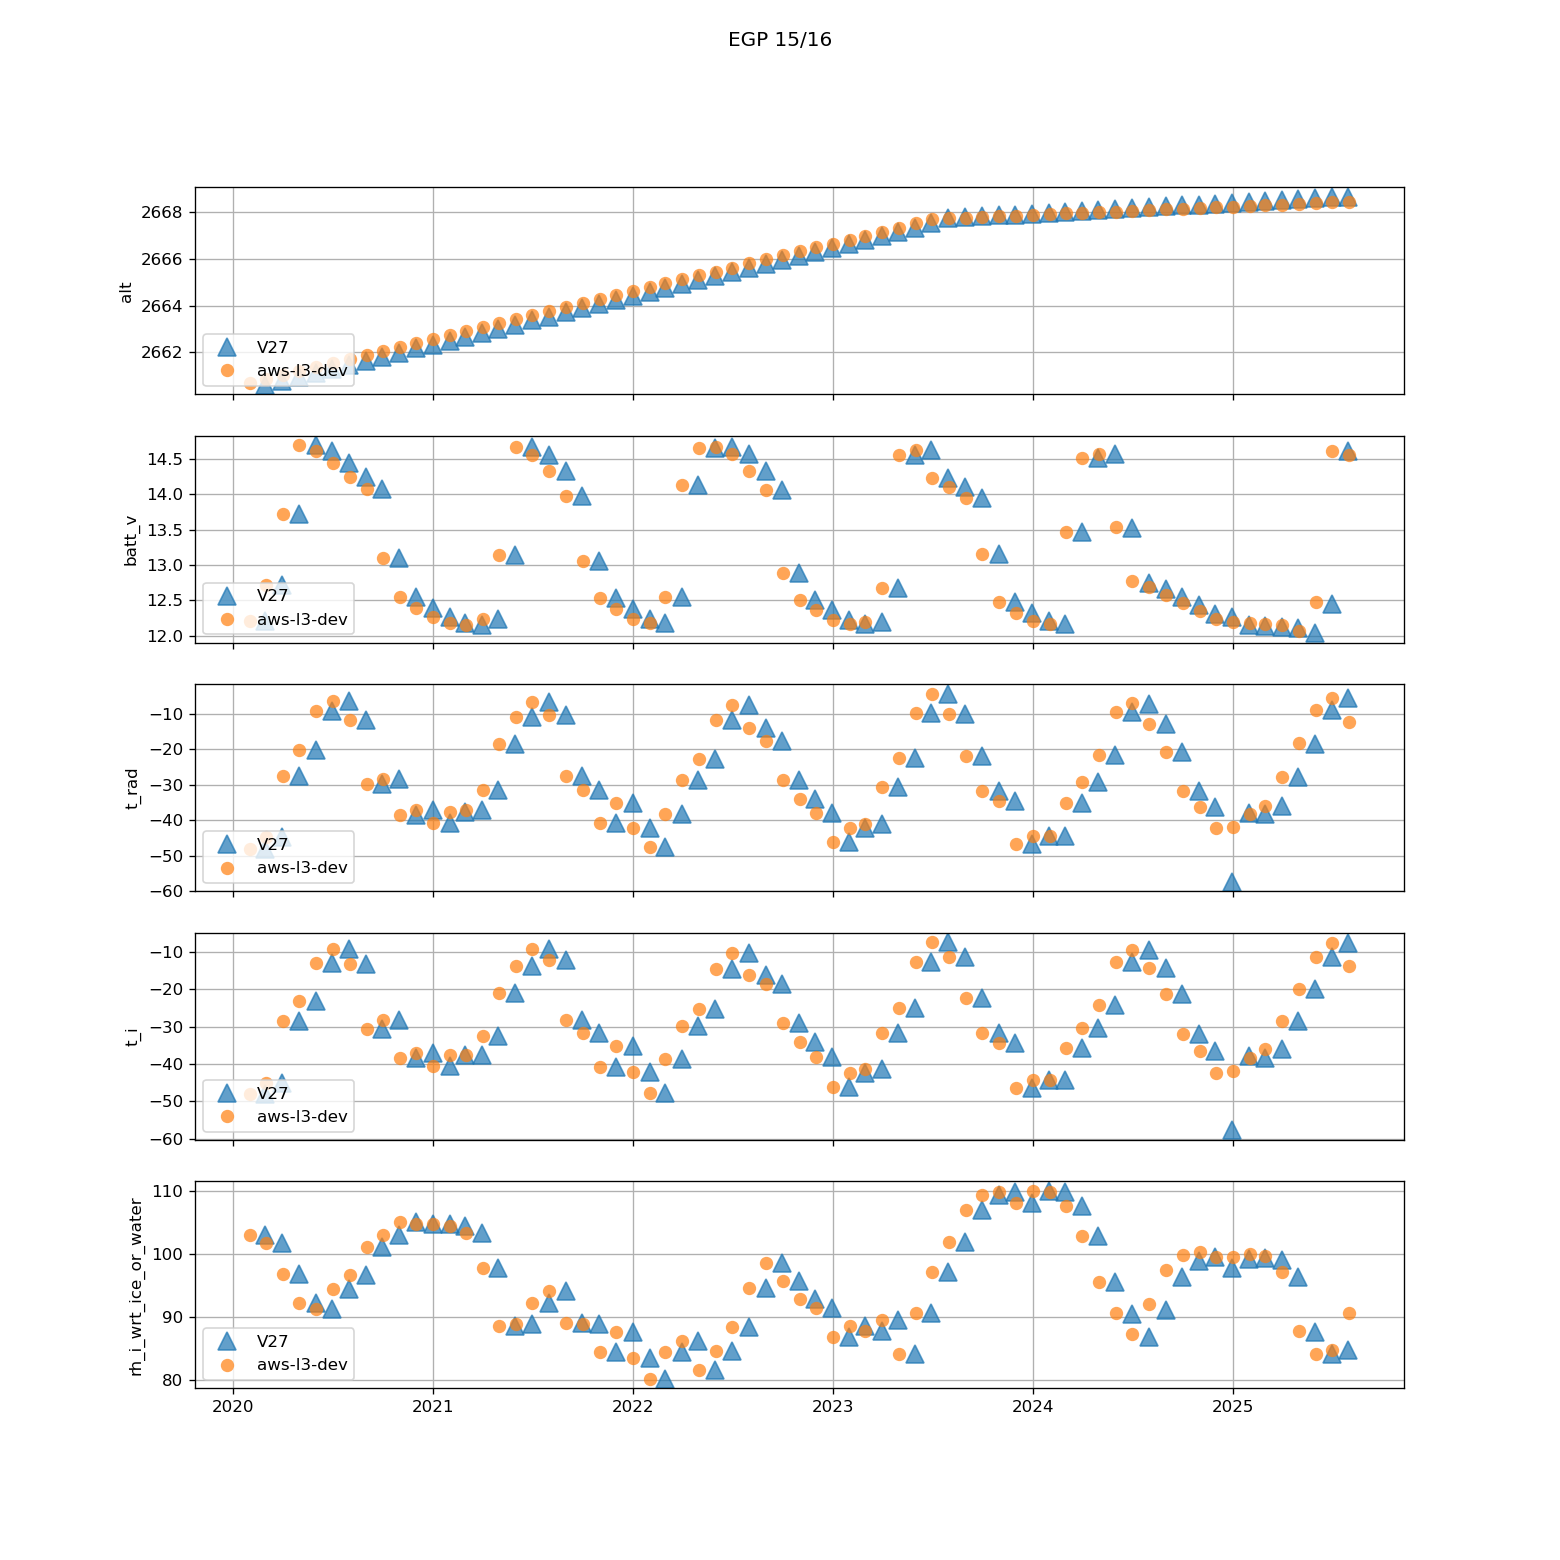 EGP 15/16
alt
2668
2666
2664
2662
V27
aws-l3-dev
batt_v
14.5
14.0
13.5
13.0
12.5
12.0
V27
aws-l3-dev
t_rad
−10
−20
−30
−40
−50
−60
V27
aws-l3-dev
t_i
−10
−20
−30
−40
−50
−60
V27
aws-l3-dev
rh_i_wrt_ice_or_water
110
100
90
80
V27
aws-l3-dev
2020 2021 2022 2023 2024 2025